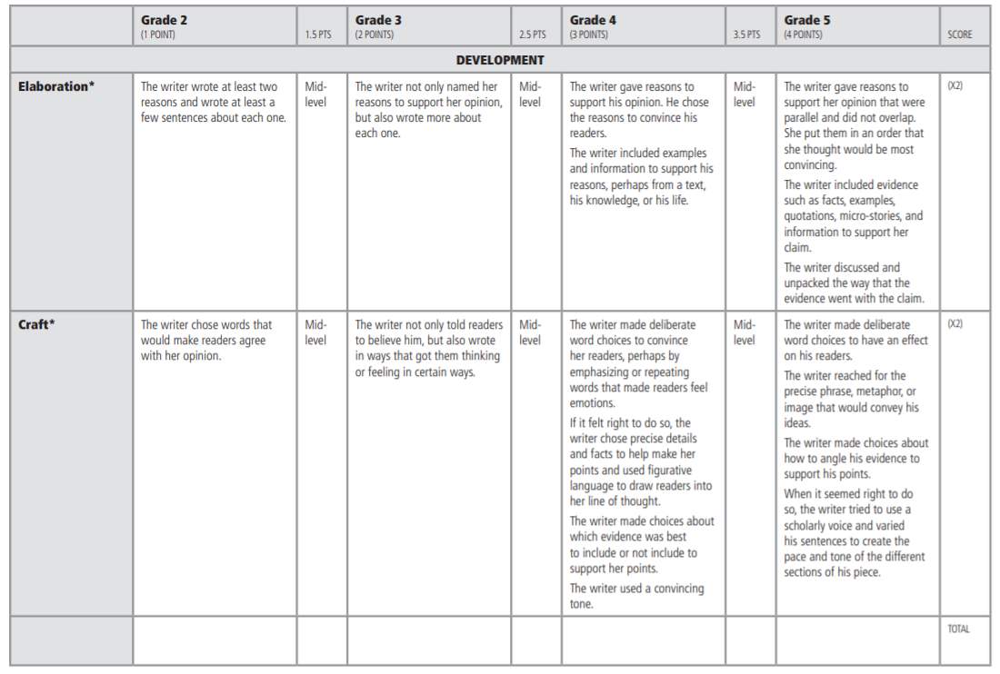 Grade 2
(1 POINT)
1.5 PTS
Grade 3
(2 POINTS)
2.5 PTS
Grade 4
(3 POINTS)
3.5 PTS
Grade 5
(4 POINTS)
SCORE
DEVELOPMENT
Elaboration*
The writer wrote at least two
reasons and wrote at least a
few sentences about each one.
Mid-
level
The writer not only named her
reasons to support her opinion,
but also wrote more about
each one.
Mid-
level
The writer gave reasons to
support his opinion. He chose
the reasons to convince his
readers.
The writer included examples
and information to support his
reasons, perhaps from a text,
his knowledge, or his life.
Mid-
level
The writer gave reasons to
support her opinion that were
parallel and did not overlap.
She put them in an order that
she thought would be most
convincing.
The writer included evidence
such as facts, examples,
quotations, micro-stories, and
information to support her
claim.
The writer discussed and
unpacked the way that the
evidence went with the claim.
(X2)
Craft*
The writer chose words that
would make readers agree
with her opinion.
Mid-
level
The writer not only told readers
to believe him, but also wrote
in ways that got them thinking
or feeling in certain ways.
Mid-
level
The writer made deliberate
word choices to convince
her readers, perhaps by
emphasizing or repeating
words that made readers feel
emotions.
If it felt right to do so, the
writer chose precise details
and facts to help make her
points and used figurative
language to draw readers into
her line of thought.
The writer made choices about
which evidence was best
to include or not include to
support her points.
The writer used a convincing
tone.
Mid-
level
The writer made deliberate
word choices to have an effect
on his readers.
The writer reached for the
precise phrase, metaphor, or
image that would convey his
ideas.
The writer made choices about
how to angle his evidence to
support his points.
When it seemed right to do
so, the writer tried to use a
scholarly voice and varied
his sentences to create the
pace and tone of the different
sections of his piece.
(X2)
TOTAL